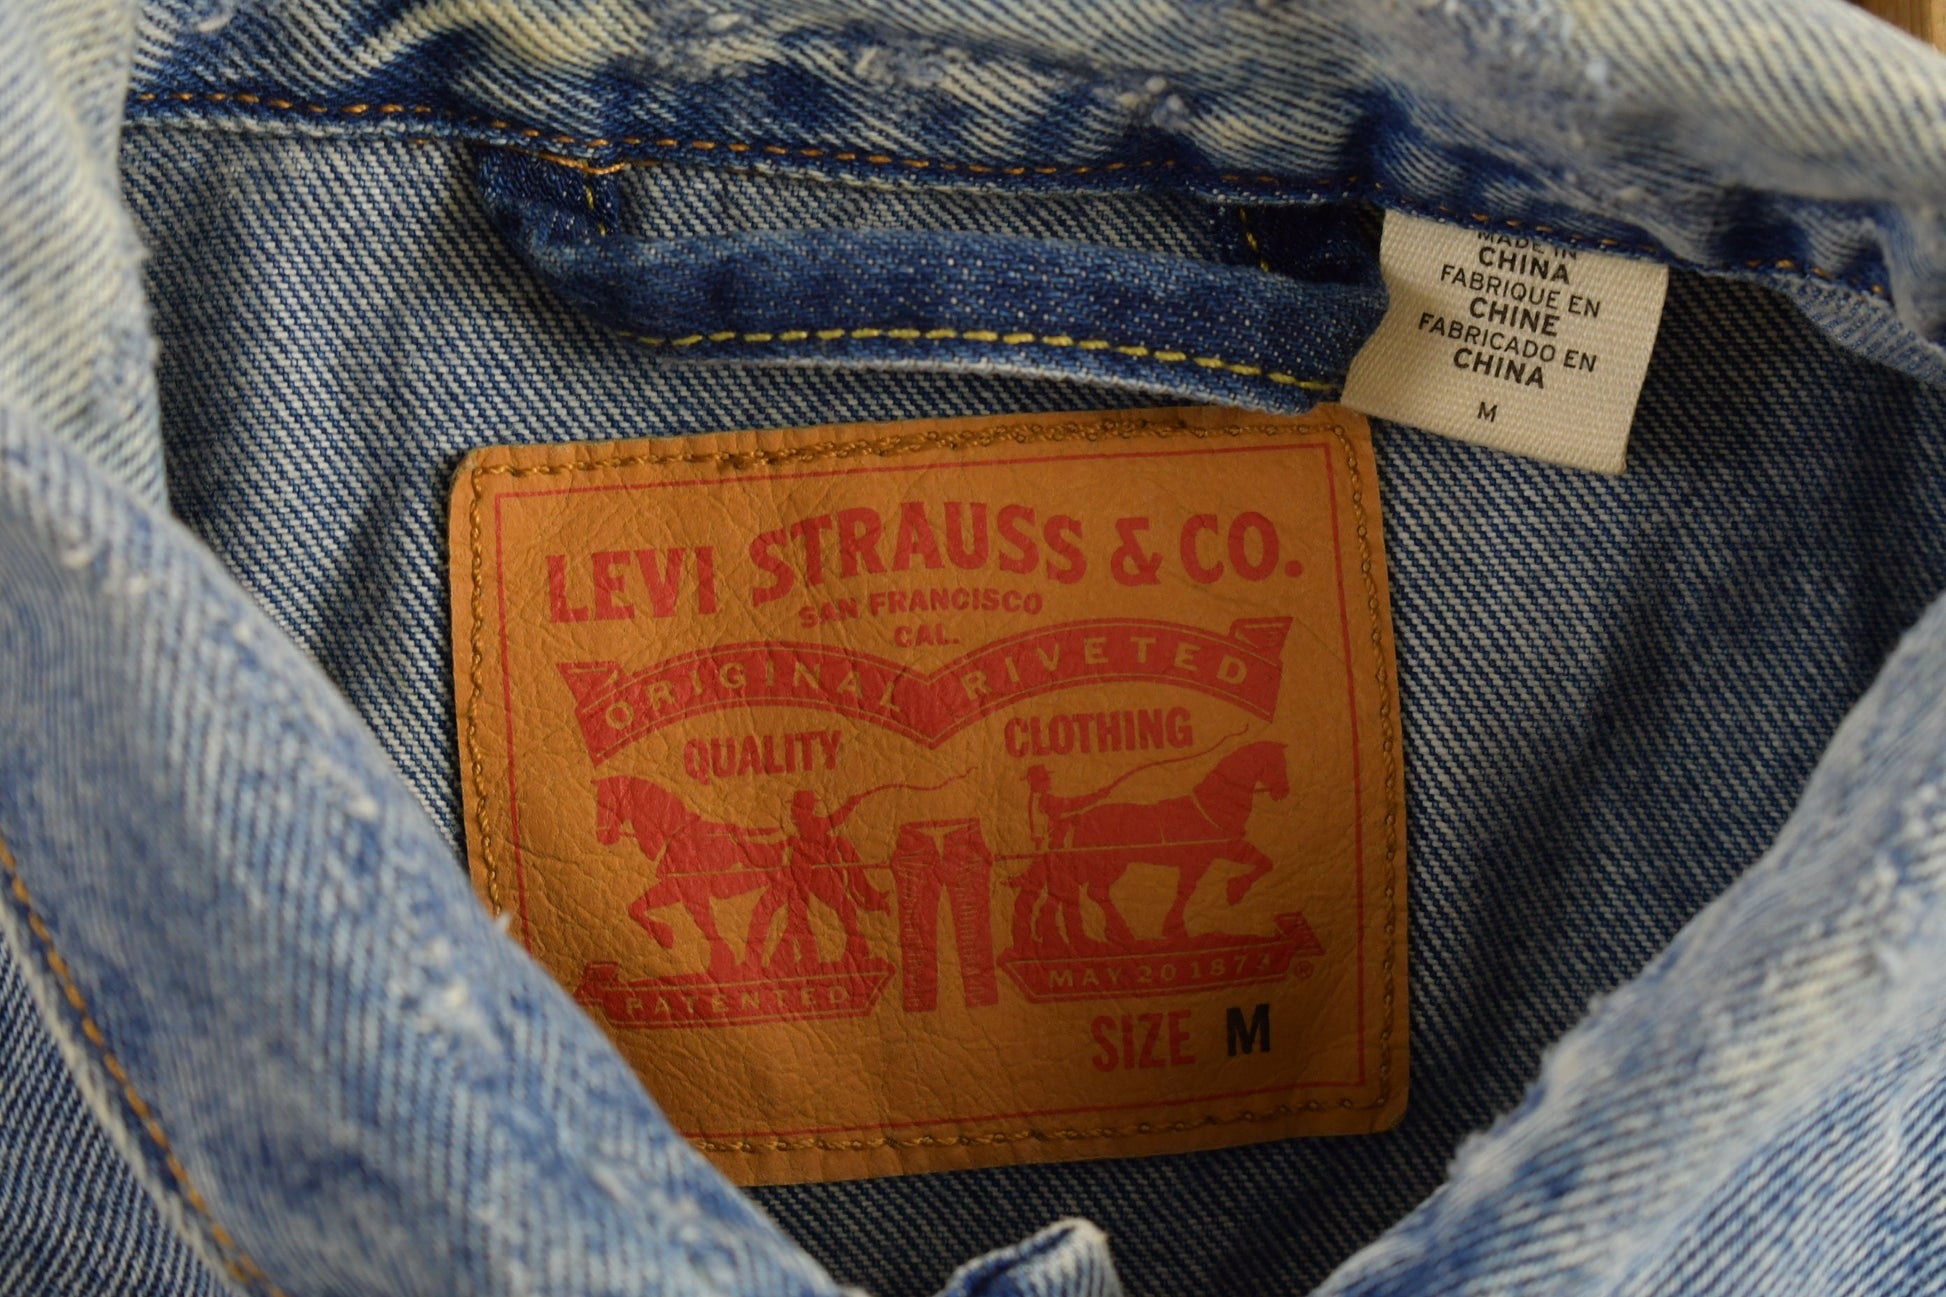 MADE IN
CHINA
FABRIQUE EN
CHINE
FABRICADO EN
CHINA
M
LEVI STRAUSS & CO.
SAN FRANCISCO
CAL.
ORIGINAL RIVETED
QUALITY CLOTHING
PATENTED MAY 20 1874 ®
SIZE M